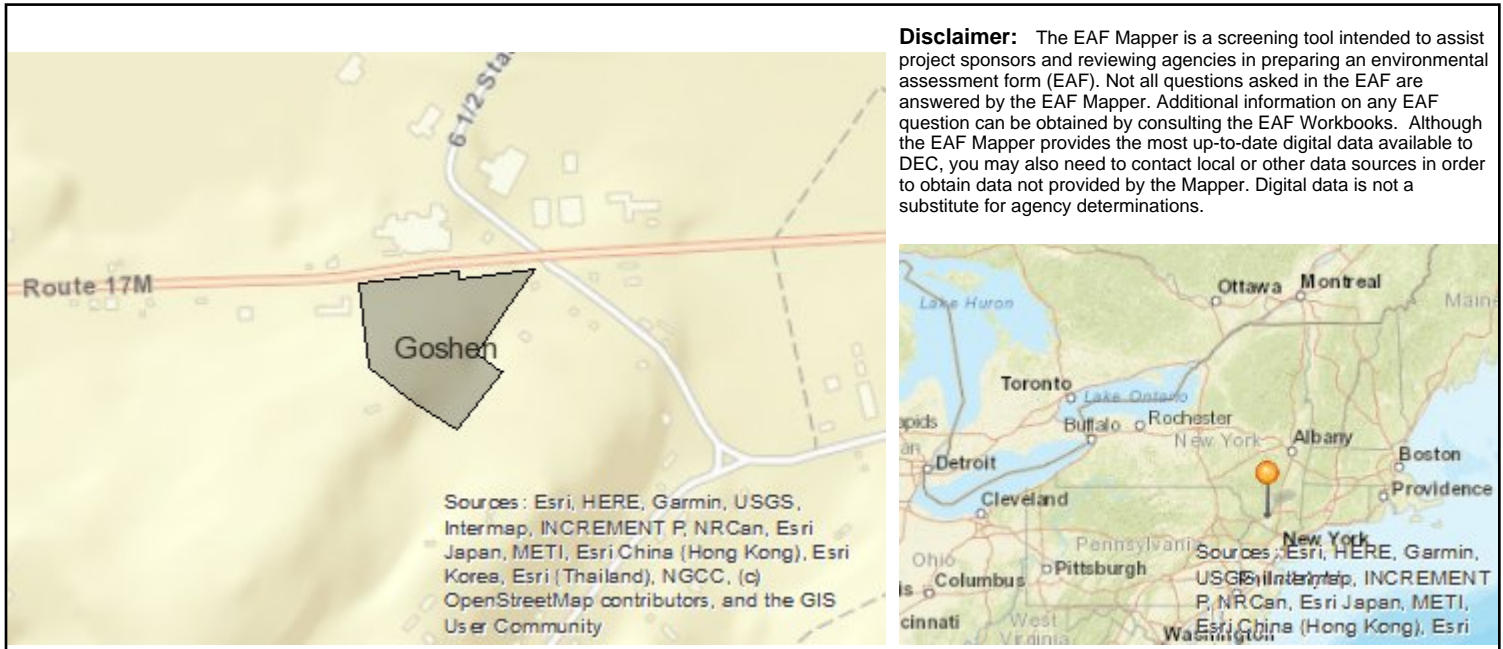 Disclaimer: The EAF Mapper is a screening tool intended to assist
project sponsors and reviewing agencies in preparing an environmental
assessment form (EAF). Not all questions asked in the EAF are
answered by the EAF Mapper. Additional information on any EAF
question can be obtained by consulting the EAF Workbooks. Although
the EAF Mapper provides the most up-to-date digital data available to
DEC, you may also need to contact local or other data sources in order
to obtain data not provided by the Mapper. Digital data is not a
substitute for agency determinations.
6 1/2 Sta
Route 17M
Goshen
Sources: Esri, HERE, Garmin, USGS,
Intermap, INCREMENT P, NRCan, Esri
Japan, METI, Esri China (Hong Kong), Esri
Korea, Esri (Thailand), NGCC, (c)
OpenStreetMap contributors, and the GIS
User Community
Ottawa
Montreal
Lake Huron
Maine
Toronto
Lake Ontario
apids
Buffalo
Rochester
New York
Albany
an
Detroit
Boston
Providence
Cleveland
New York
Pennsylvania
Sources: Esri, HERE, Garmin,
Ohio
Pittsburgh
is
Columbus
INCREMENT
P, NRCan, Esri Japan, METI,
cinnati
West
Virginia
Washington
Esri China (Hong Kong), Esri